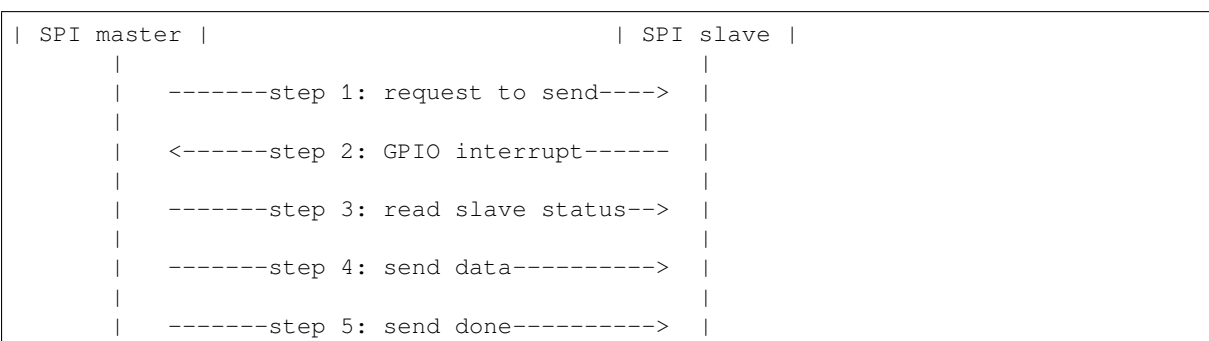 | SPI master |                             | SPI slave |
       |                                        |
       |   -------step 1: request to send---->  |
       |                                        |
       |   <------step 2: GPIO interrupt------  |
       |                                        |
       |   -------step 3: read slave status-->  |
       |                                        |
       |   -------step 4: send data---------->  |
       |                                        |
       |   -------step 5: send done---------->  |